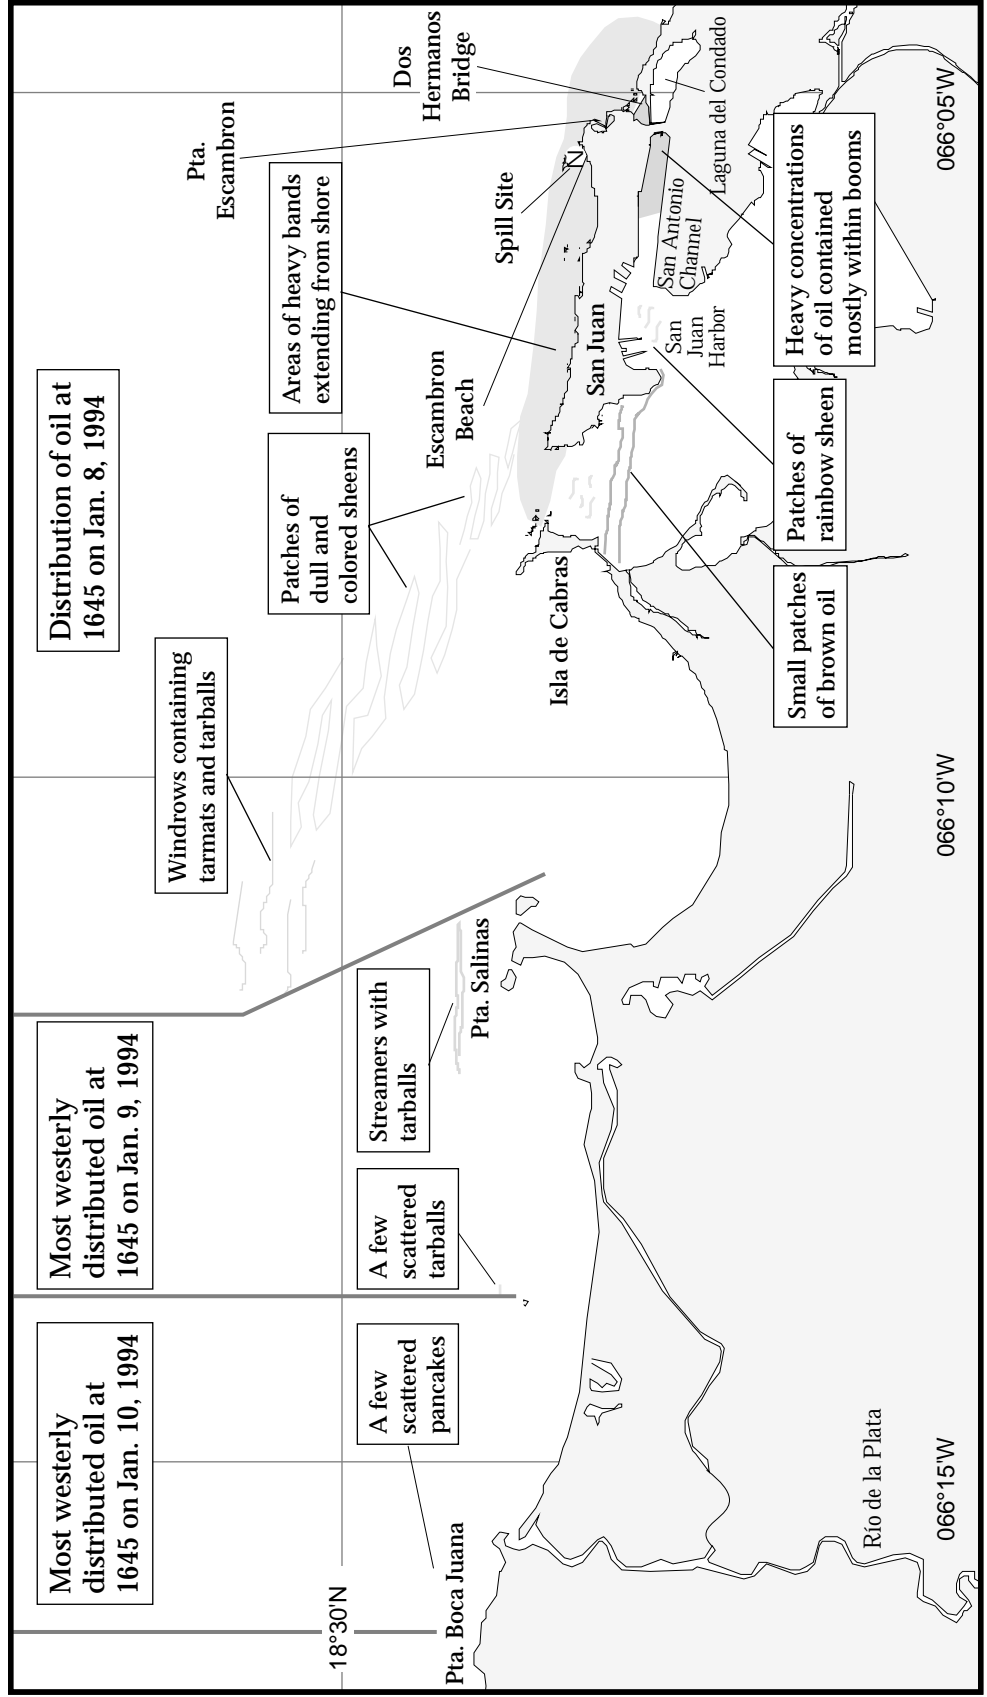 Most westerly
distributed oil at
1645 on Jan. 10, 1994
Most westerly
distributed oil at
1645 on Jan. 9, 1994
Distribution of oil at
1645 on Jan. 8, 1994
Windrows containing
tarmats and tarballs
Pta.
Escambron
Patches of
dull and
colored sheens
Areas of heavy bands
extending from shore
Dos
Hermanos
Bridge
18°30'N
A few
scattered
pancakes
A few
scattered
tarballs
Streamers with
tarballs
Escambron
Beach
Spill Site
Pta. Boca Juana
Pta. Salinas
Isla de Cabras
San Juan
San Antonio
Channel
San
Juan
Harbor
Laguna del Condado
Small patches
of brown oil
Patches of
rainbow sheen
Heavy concentrations
of oil contained
mostly within booms
Río de la Plata
066°15'W
066°10'W
066°05'W